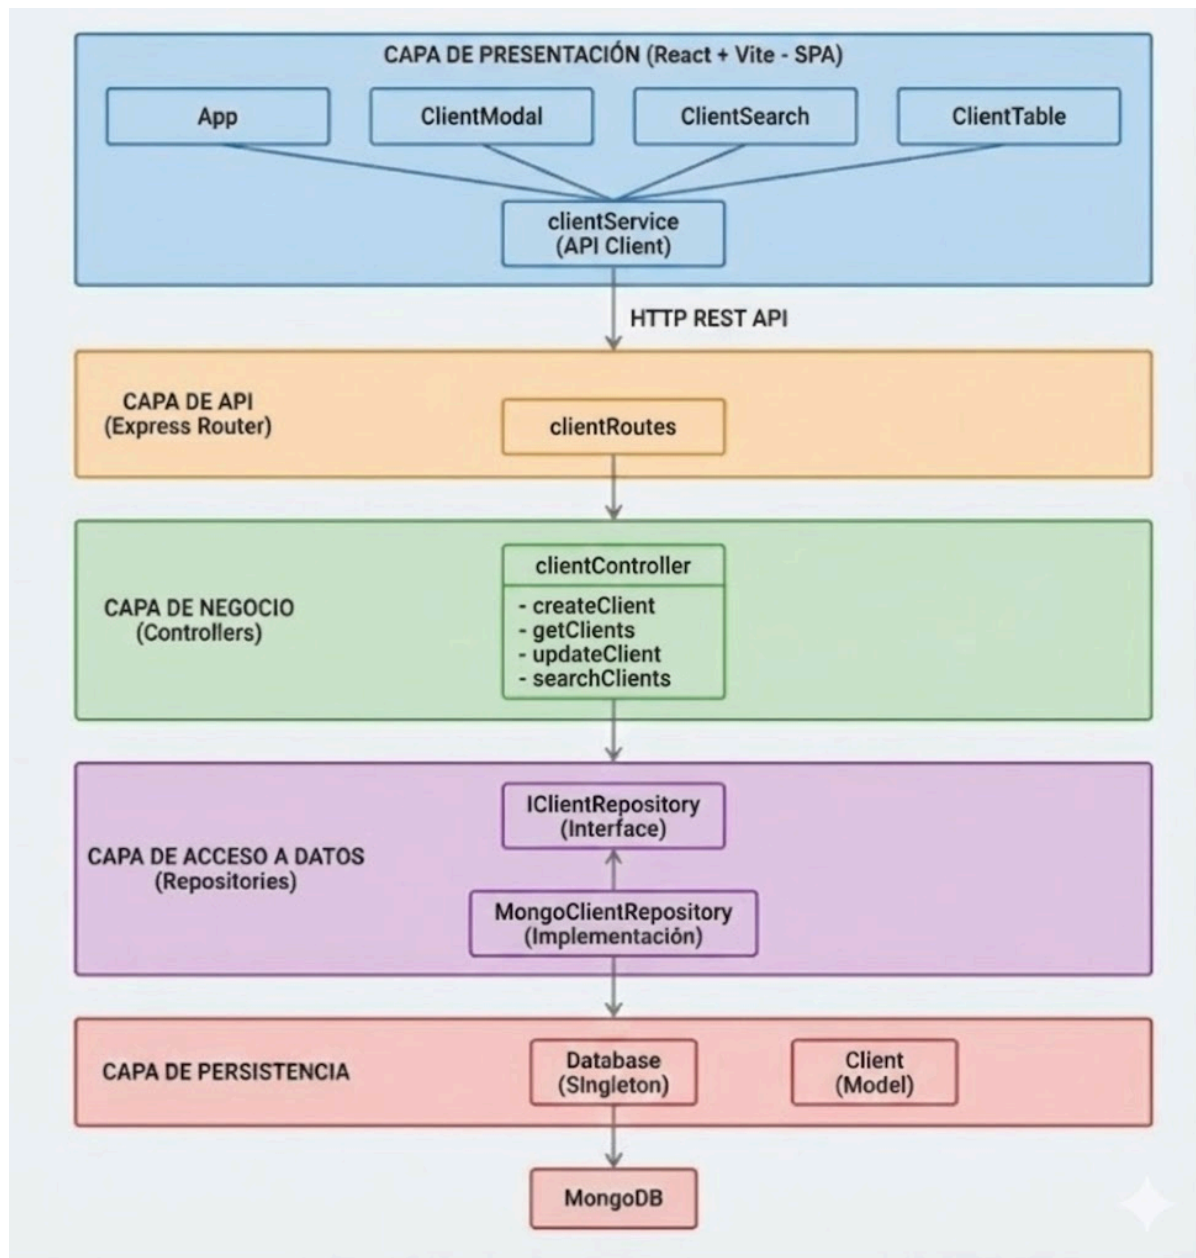 CAPA DE PRESENTACIÓN (React + Vite - SPA)
App
ClientModal
ClientSearch
ClientTable
clientService
(API Client)
HTTP REST API
CAPA DE API
(Express Router)
clientRoutes
CAPA DE NEGOCIO
(Controllers)
clientController
- createClient
- getClients
- updateClient
- searchClients
CAPA DE ACCESO A DATOS
(Repositories)
IClientRepository
(Interface)
MongoClientRepository
(Implementación)
CAPA DE PERSISTENCIA
Database
(SIngleton)
Client
(Model)
MongoDB